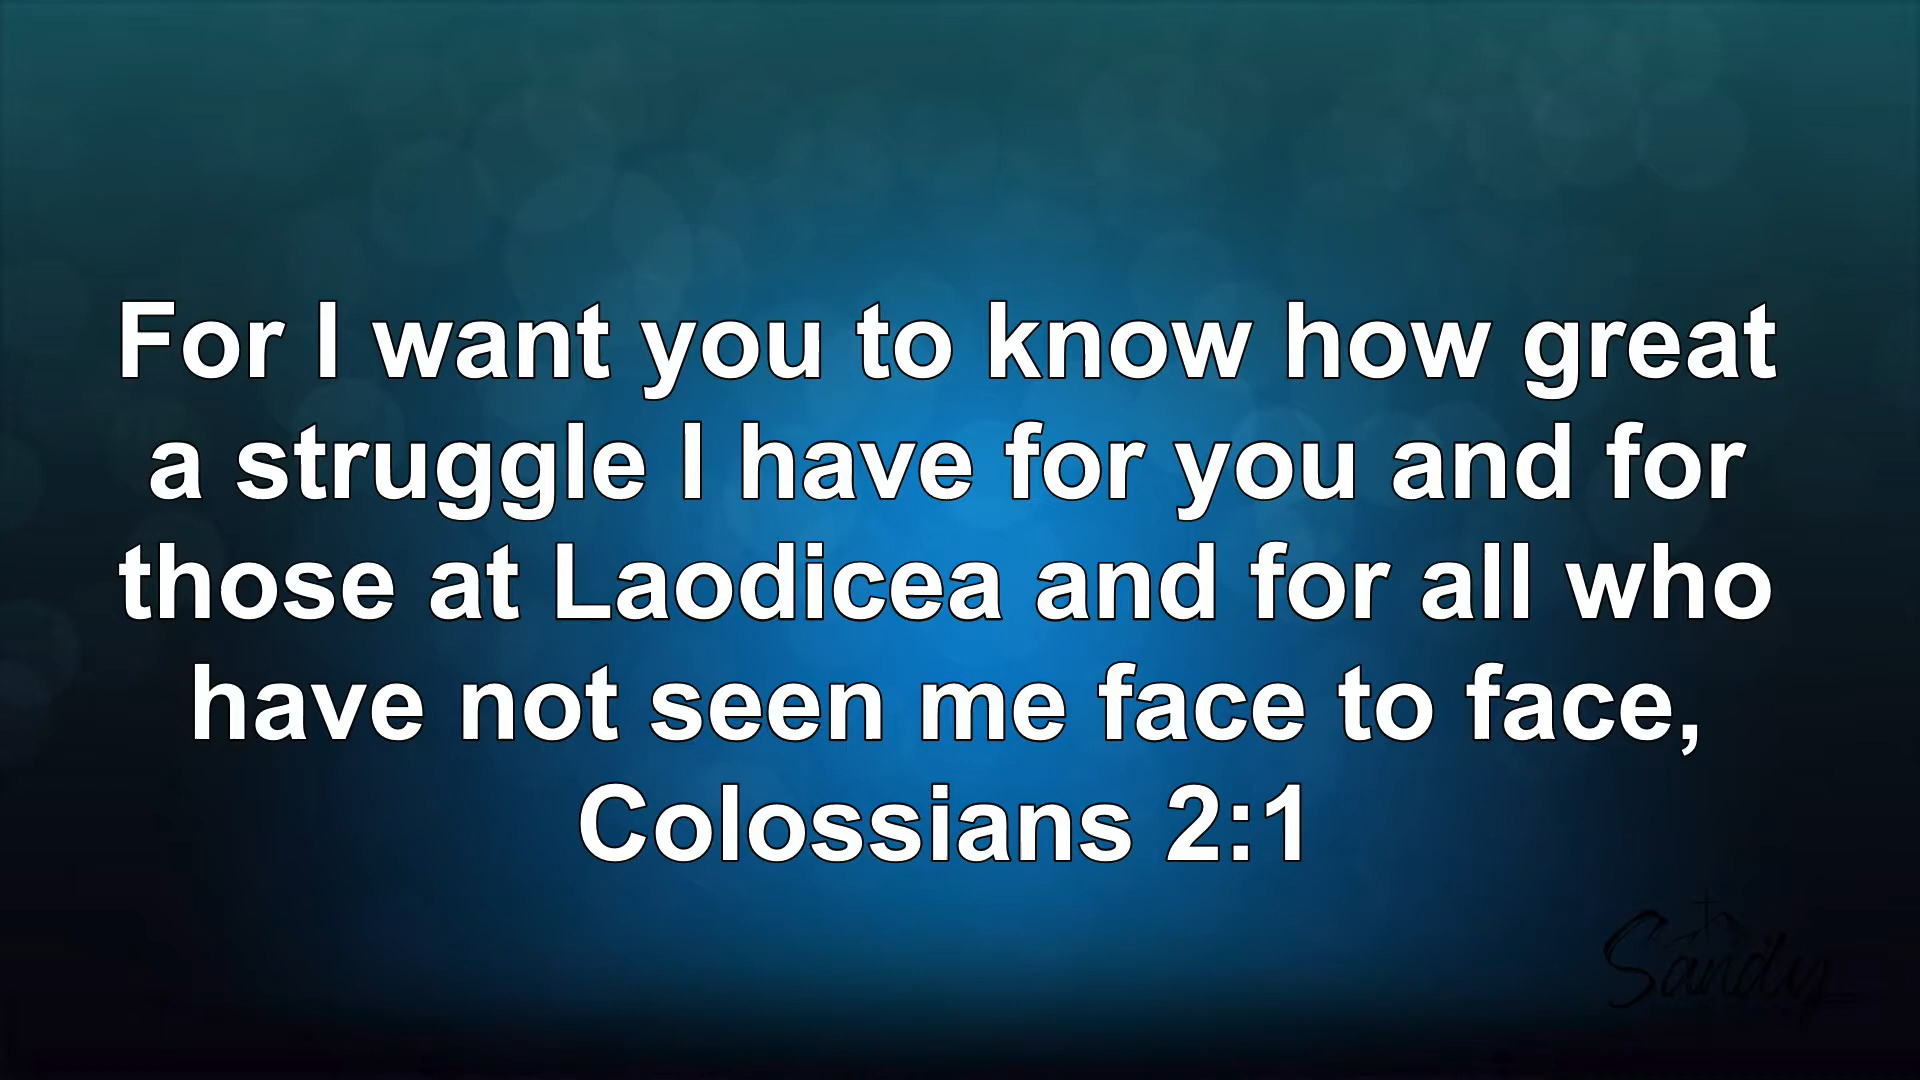 For I want you to know how great
a struggle I have for you and for
those at Laodicea and for all who
have not seen me face to face,
Colossians 2:1
Sandy